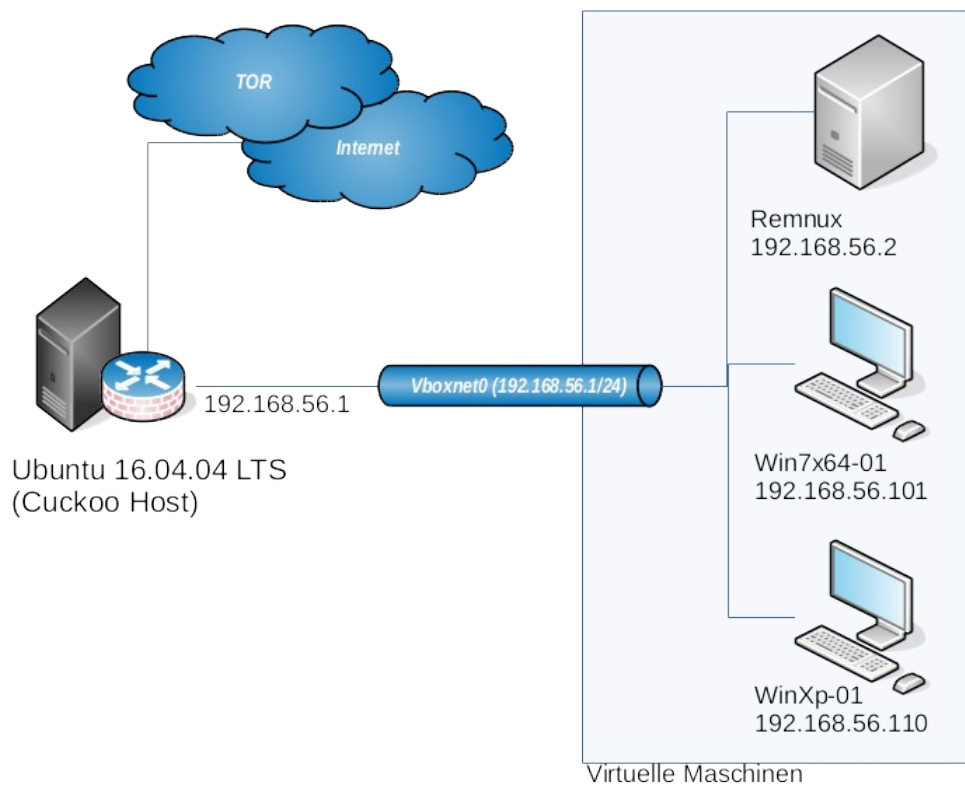 TOR
Internet
Remnux
192.168.56.2
Vboxnet0 (192.168.56.1/24)
192.168.56.1
Ubuntu 16.04.04 LTS
(Cuckoo Host)
Win7x64-01
192.168.56.101
WinXp-01
192.168.56.110
Virtuelle Maschinen